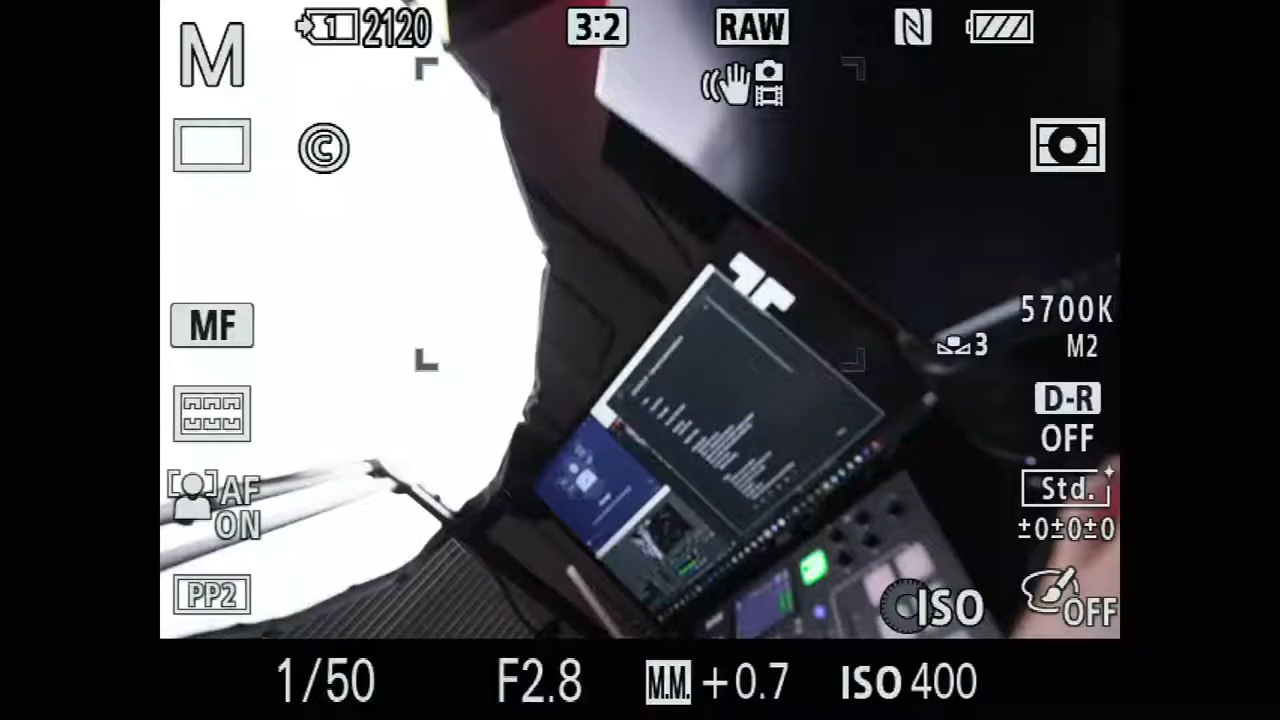 M
1 2120
3:2
RAW
N
©
MF
5700K
3 M2
D-R
OFF
AF
ON
Std.
±0±0±0
PP2
ISO
OFF
1/50 F2.8 M.M. +0.7 ISO 400